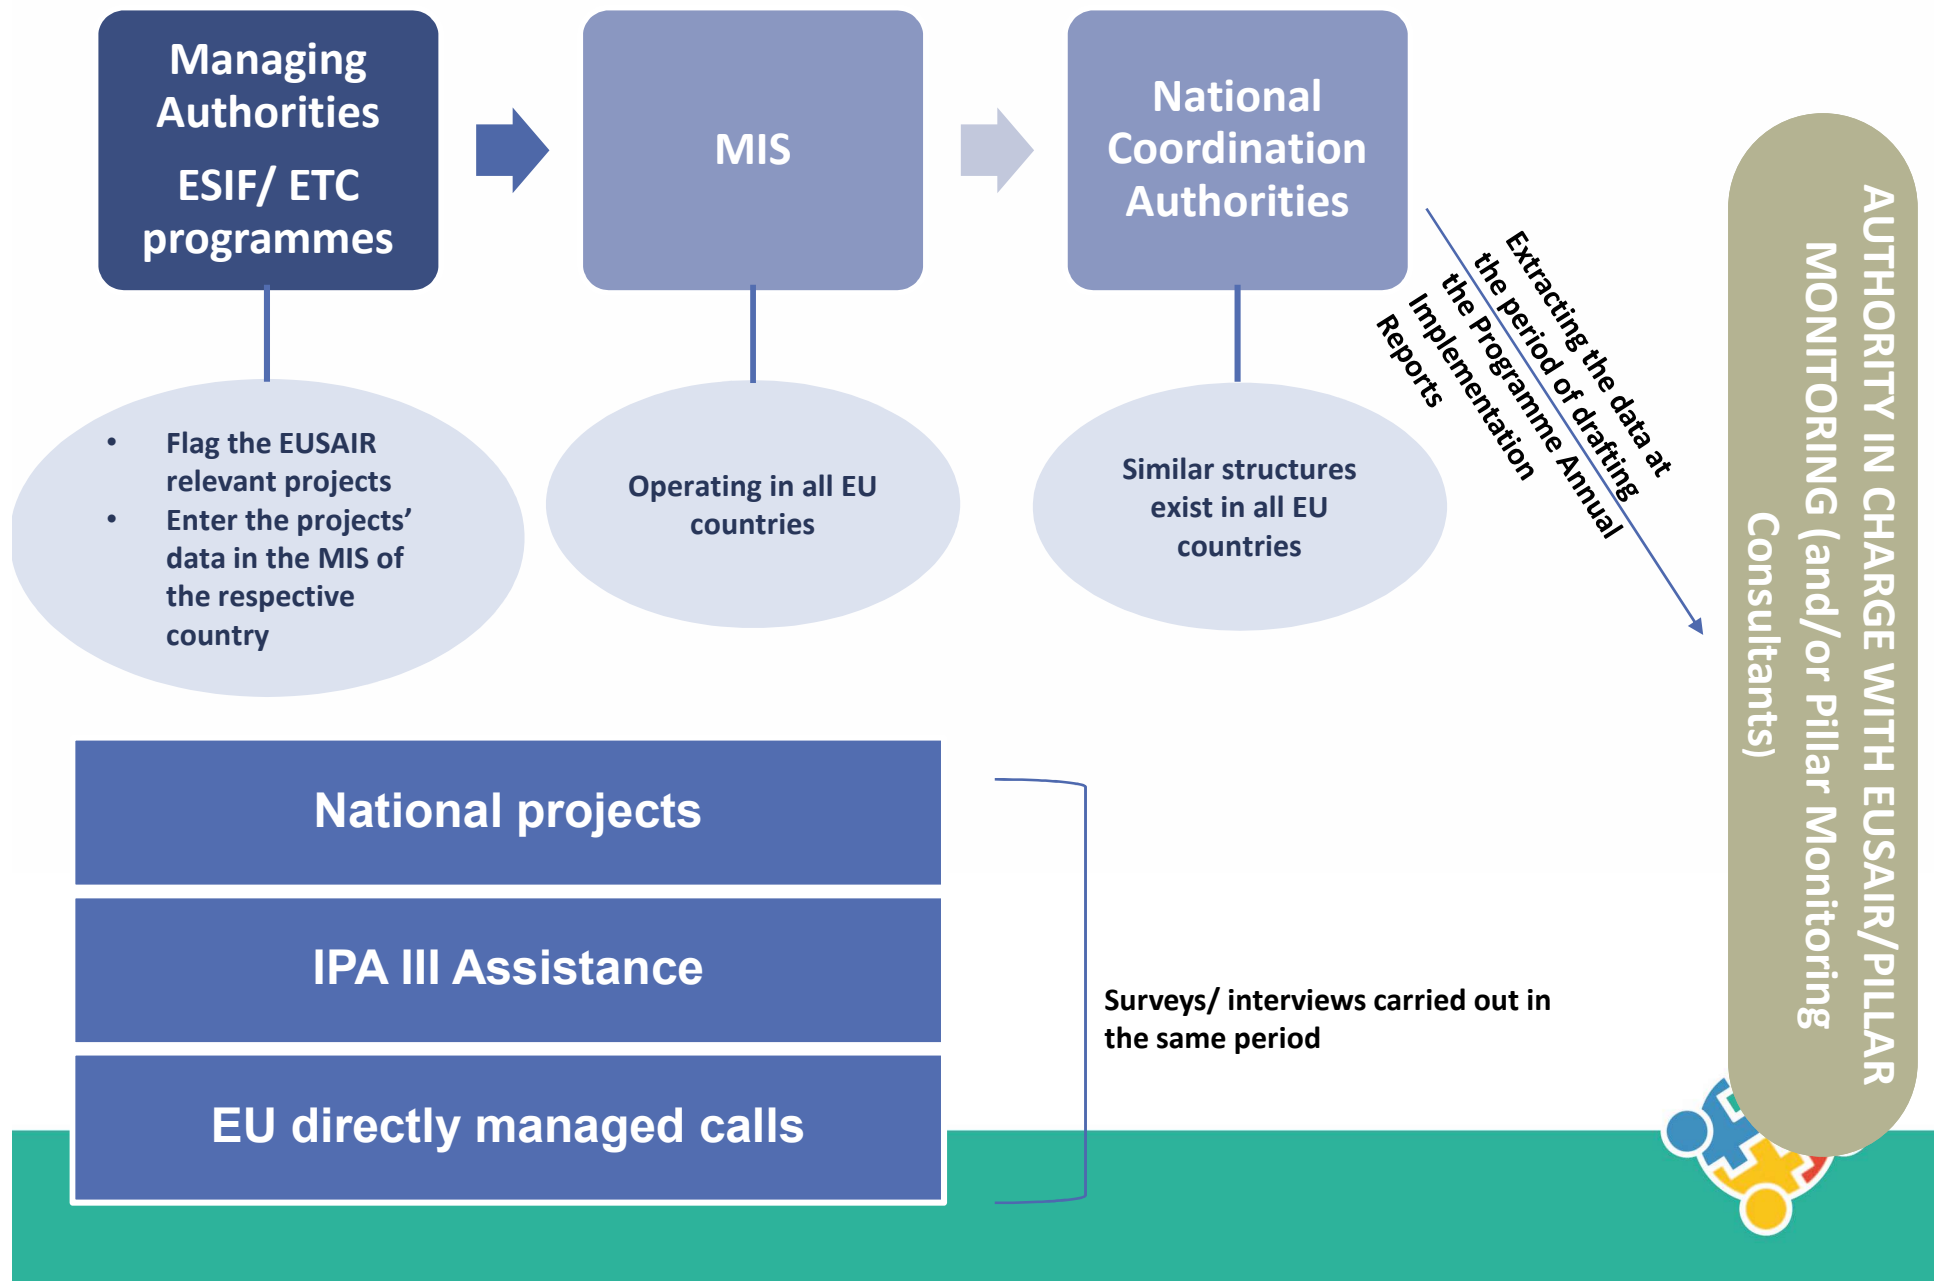 Managing
Authorities
ESIF/ ETC
programmes
MIS
National
Coordination
Authorities
• Flag the EUSAIR
relevant projects
• Enter the projects’
data in the MIS of
the respective
country
Operating in all EU
countries
Similar structures
exist in all EU
countries
Extracting the data at
the period of drafting
the Programme Annual
Implementation
Reports
AUTHORITY IN CHARGE WITH EUSAIR/PILLAR
MONITORING (and/or Pillar Monitoring
Consultants)
National projects
IPA III Assistance
EU directly managed calls
Surveys/ interviews carried out in
the same period